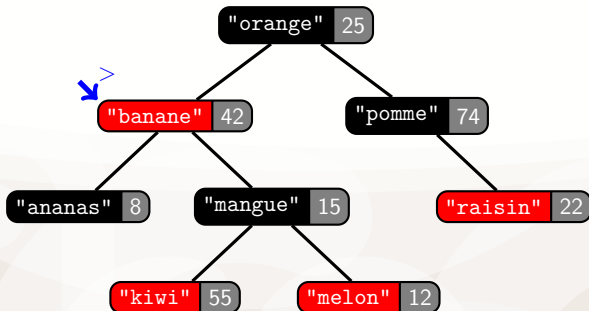 "orange" 25
>
"banane" 42
"pomme" 74
"ananas" 8
"mangue" 15
"raisin" 22
"kiwi" 55
"melon" 12